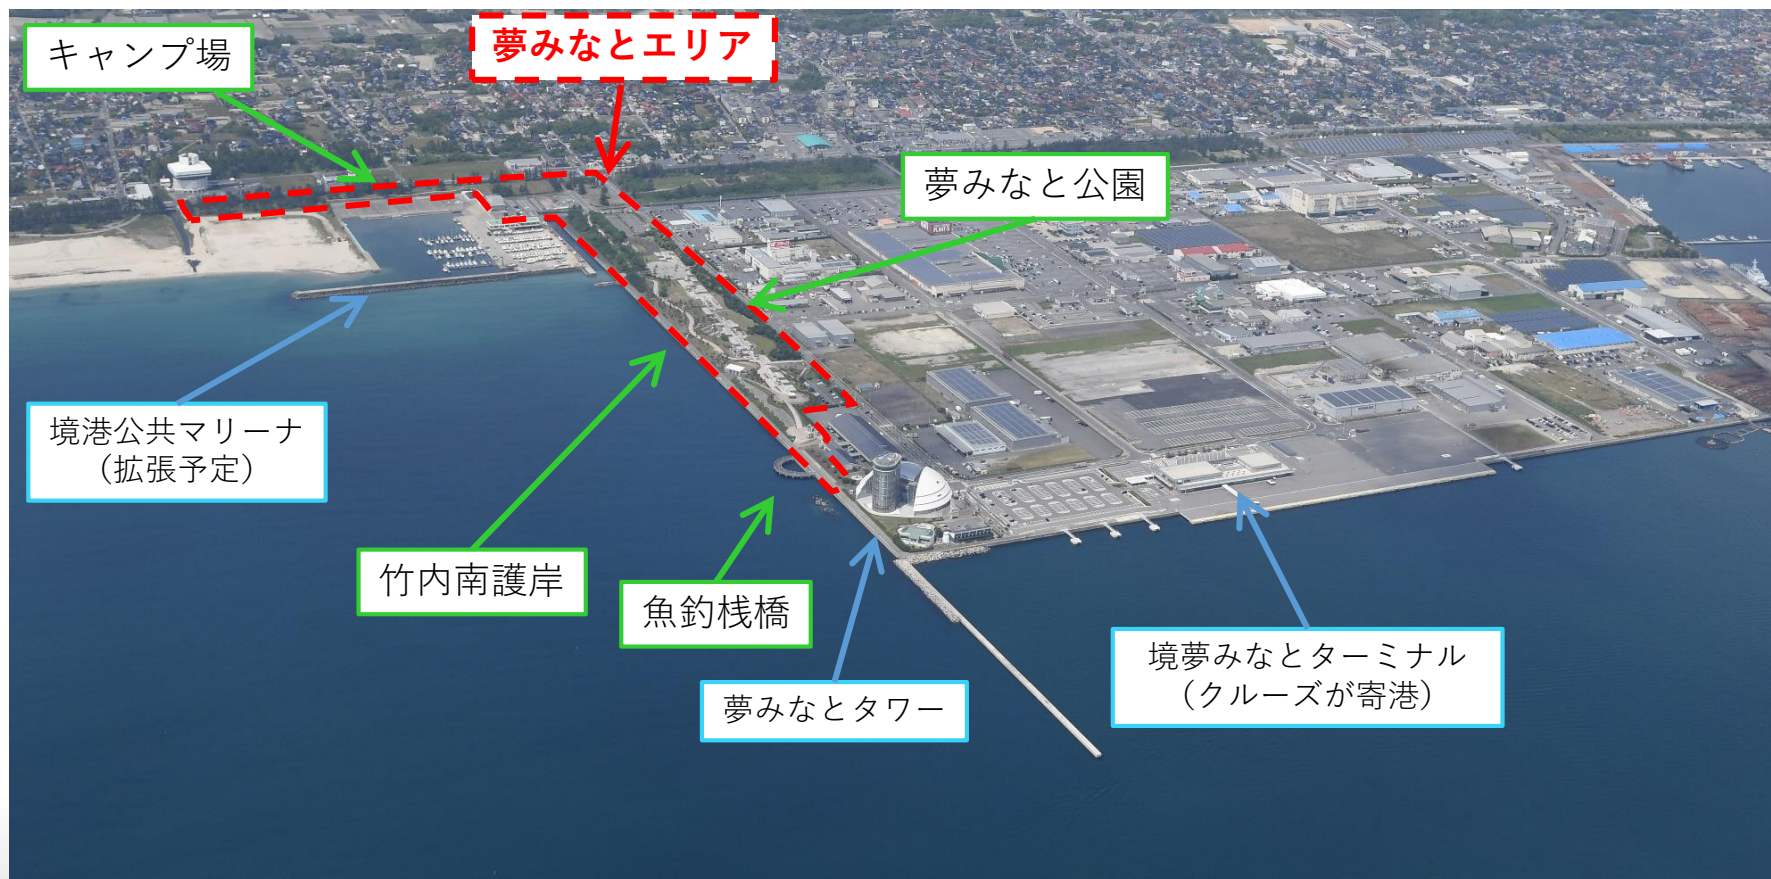 キャンプ場
夢みなとエリア
夢みなと公園
境港公共マリーナ
（拡張予定）
竹内南護岸
魚釣桟橋
夢みなとタワー
境夢みなとターミナル
（クルーズが寄港）